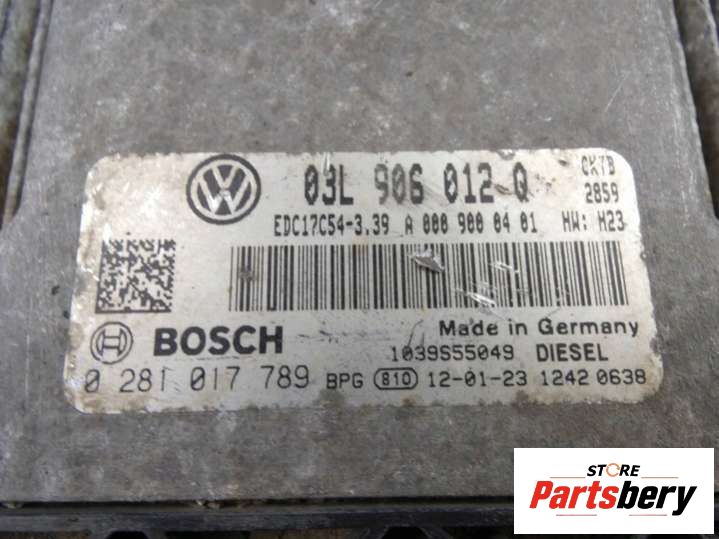 03L 906 012 Q
CKTB
2859
EDC17C54-3.39 A 000 900 04 01 HW: H23
BOSCH
Made in Germany
1039S55049 DIESEL
0 281 017 789 BPG 810 12-01-23 1242 0638
STORE
Partsbery